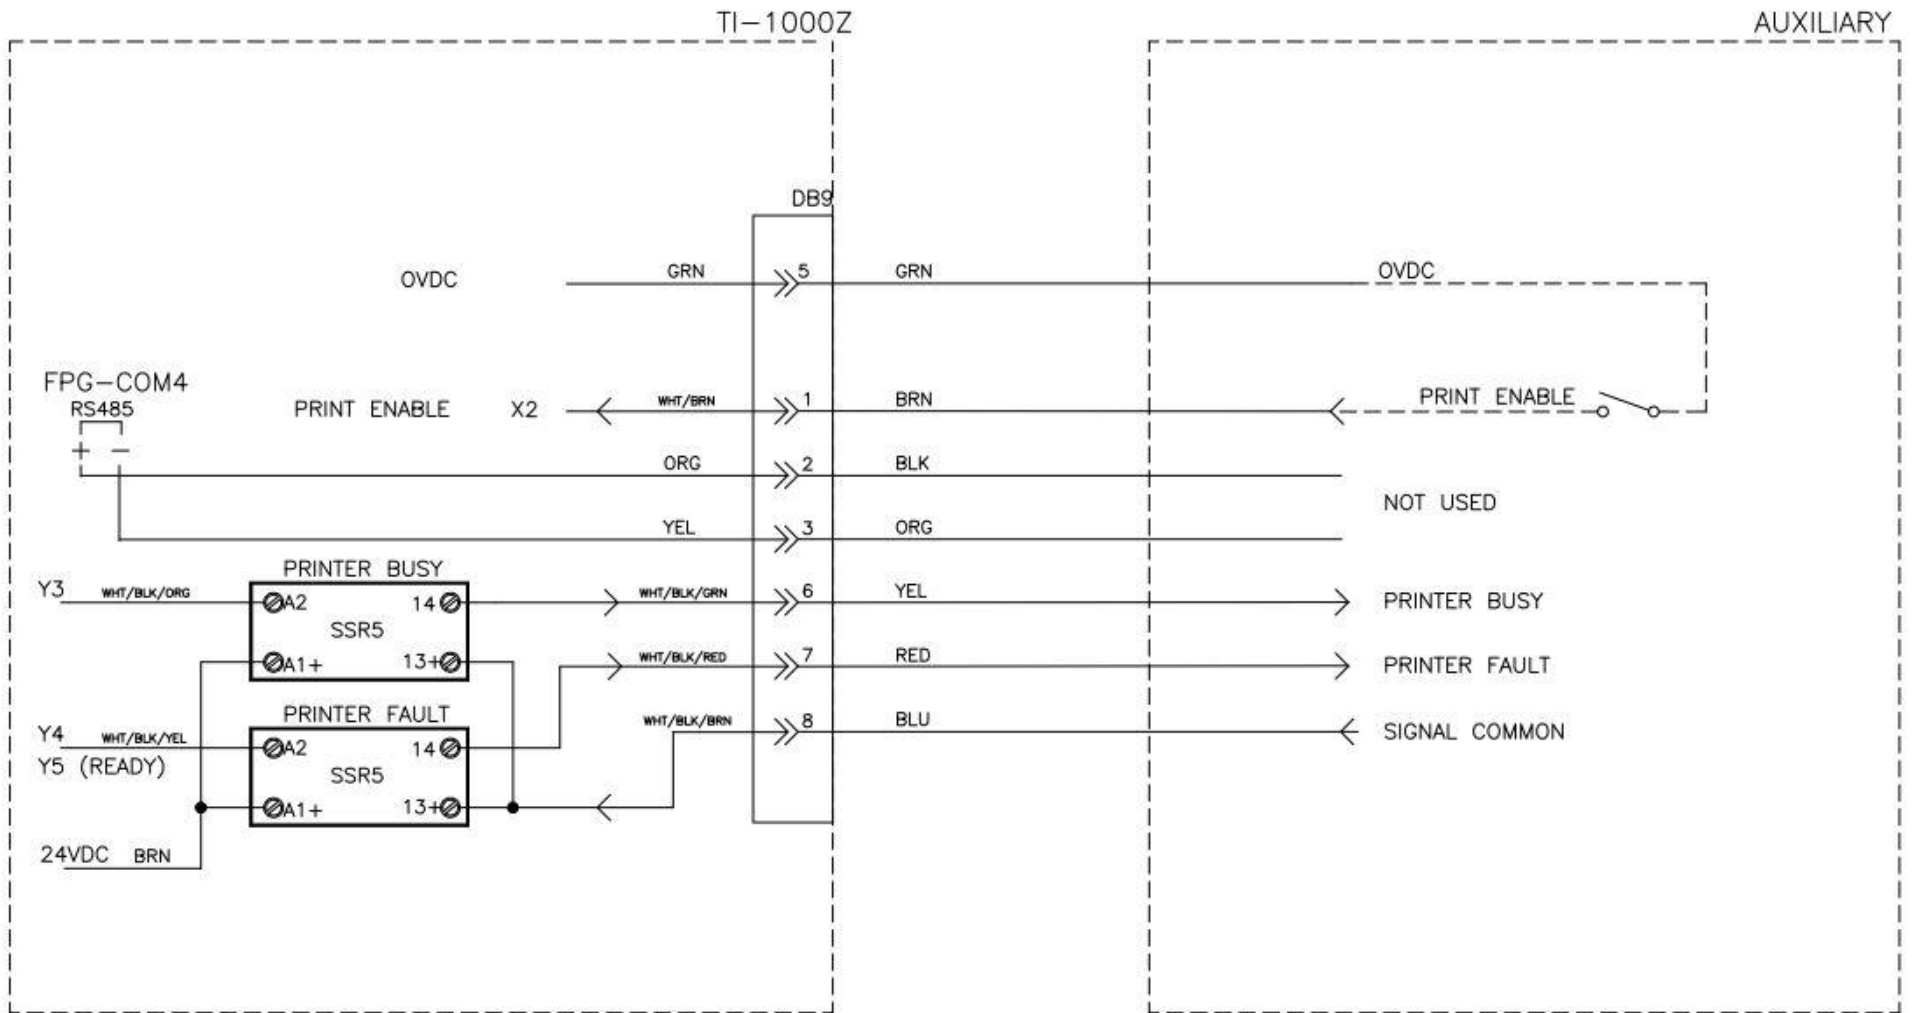 TI-1000Z
AUXILIARY
DB9
0VDC
GRN
5
GRN
0VDC
FPG-COM4
RS485
+ -
PRINT ENABLE X2
WHT/BRN
1
BRN
PRINT ENABLE
ORG
2
BLK
NOT USED
YEL
3
ORG
PRINTER BUSY
Y3
WHT/BLK/ORG
A2
14
SSR5
A1+
13+
WHT/BLK/GRN
6
YEL
PRINTER BUSY
WHT/BLK/RED
7
RED
PRINTER FAULT
PRINTER FAULT
Y4
WHT/BLK/YEL
Y5 (READY)
A2
14
SSR5
A1+
13+
WHT/BLK/BRN
8
BLU
SIGNAL COMMON
24VDC BRN